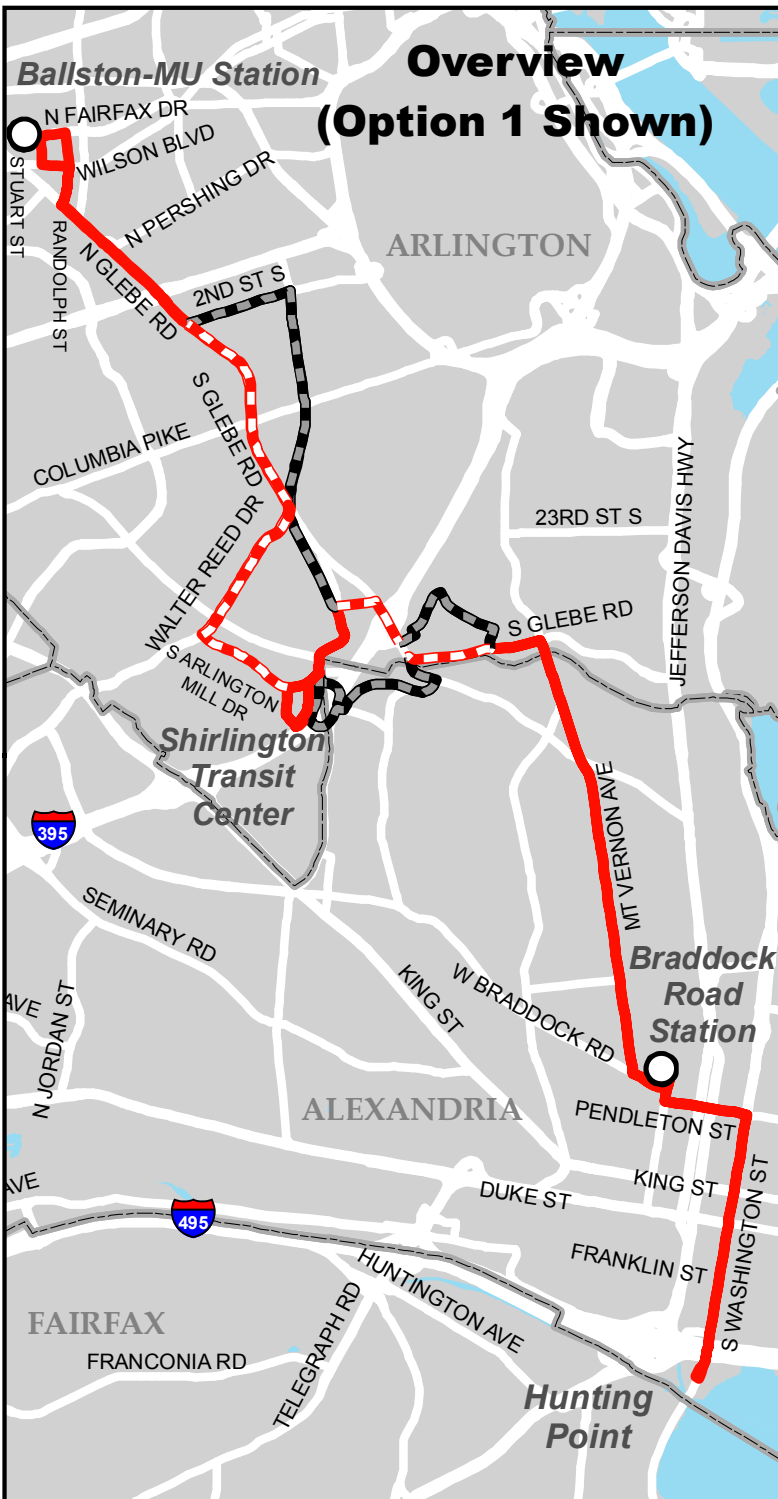 Overview
(Option 1 Shown)
Ballston-MU Station
N FAIRFAX DR
WILSON BLVD
STUART ST
RANDOLPH ST
N PERSHING DR
N GLEBE RD
ARLINGTON
2ND ST S
S GLEBE RD
COLUMBIA PIKE
WALTER REED DR
23RD ST S
JEFFERSON DAVIS HWY
S GLEBE RD
S ARLINGTON
MILL DR
Shirlington
Transit
Center
395
MT VERNON AVE
SEMINARY RD
KING ST
W BRADDOCK RD
Braddock
Road
Station
AVE
N JORDAN ST
ALEXANDRIA
PENDLETON ST
AVE
KING ST
DUKE ST
495
FRANKLIN ST
S WASHINGTON ST
HUNTINGTON AVE
TELEGRAPH RD
FAIRFAX
FRANCONIA RD
Hunting
Point